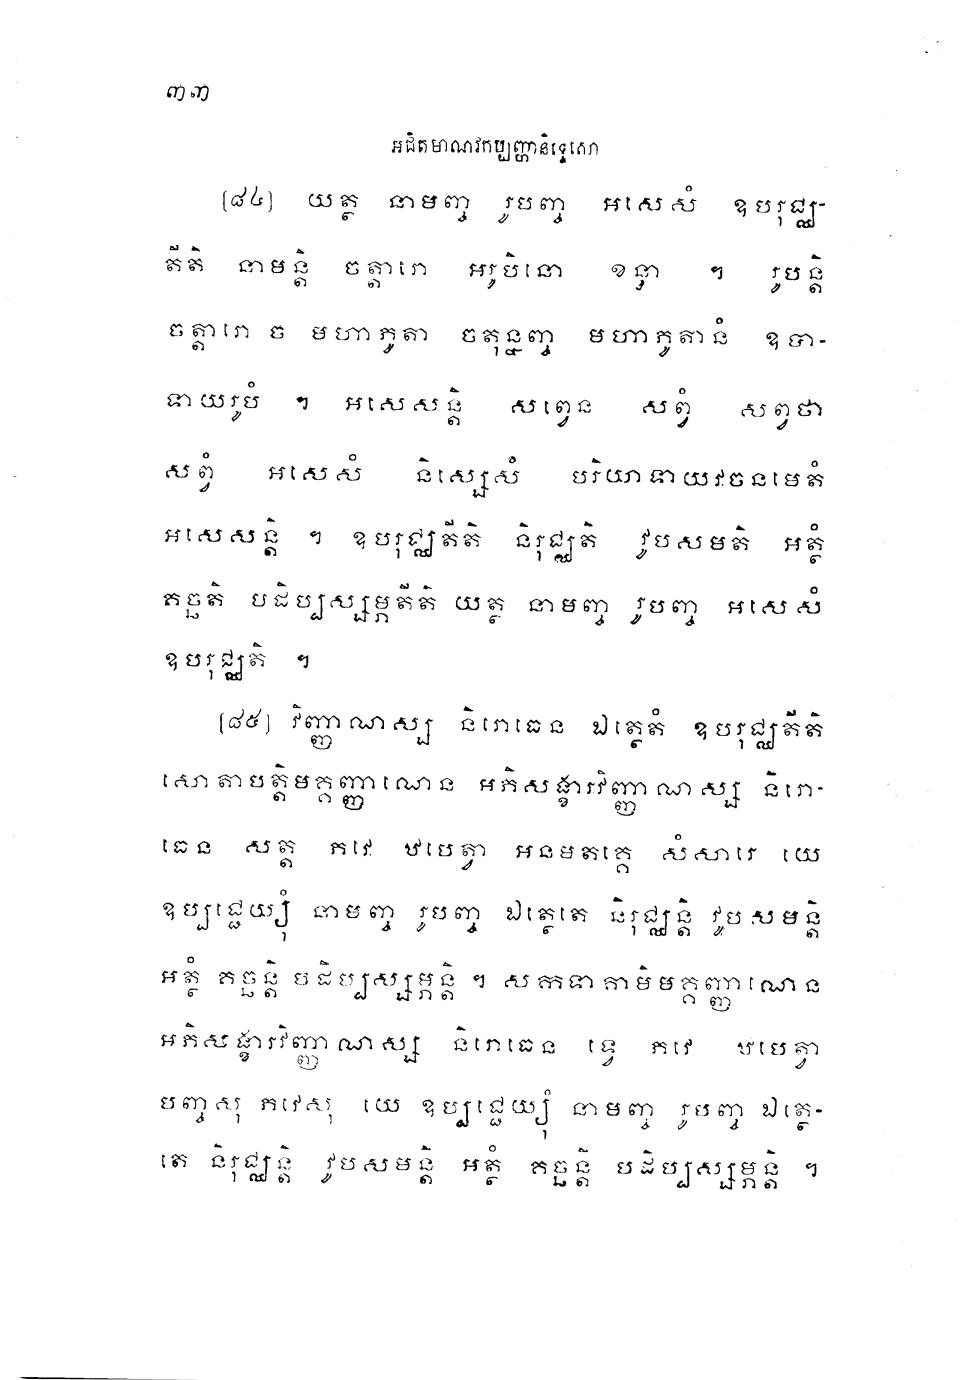 ៣៣
អជិតមាណវកប្បញ្ហានិទ្ទេសោ
(៨៤) យត្ថ នាមញ្ច រូបញ្ច អសេសំ ឧបរុជ្ឈ-
តីតិ នាមន្តិ ចត្តារោ អរូបិនោ ខន្ធា ។ រូបន្តិ
ចត្តារោ ច មហាភូតា ចតុន្នញ្ច មហាភូតានំ ឧបា-
ទាយរូបំ ។ អសេសន្តិ សព្វេន សព្វំ សព្វថា
សព្វំ អសេសំ និស្សេសំ បរិយាទាយវចនមេតំ
អសេសន្តិ ។ ឧបរុជ្ឈតីតិ និរុជ្ឈតិ វូបសមតិ អត្ថំ
គច្ឆតិ បដិប្បស្សម្ភតីតិ យត្ថ នាមញ្ច រូបញ្ច អសេសំ
ឧបរុជ្ឈតិ ។
(៨៥) វិញ្ញាណស្ស និរោធេន ឯត្ថេតំ ឧបរុជ្ឈតីតិ
សោតាបត្តិមគ្គញ្ញាណេន អភិសង្ខារវិញ្ញាណស្ស និរោ-
ធេន សត្ត ភវេ ឋបេត្វា អនមតគ្គេ សំសារេ យេ
ឧប្បជ្ជេយ្យុំ នាមញ្ច រូបញ្ច ឯត្ថេតេ និរុជ្ឈន្តិ វូបសមន្តិ
អត្ថំ គច្ឆន្តិ បដិប្បស្សម្ភន្តិ ។ សកទាគាមិមគ្គញ្ញាណេន
អភិសង្ខារវិញ្ញាណស្ស និរោធេន ទ្វេ ភវេ ឋបេត្វា
បញ្ចសុ ភវេសុ យេ ឧប្បជ្ជេយ្យុំ នាមញ្ច រូបញ្ច ឯត្ថេ-
តេ និរុជ្ឈន្តិ វូបសមន្តិ អត្ថំ គច្ឆន្តិ បដិប្បស្សម្ភន្តិ ។